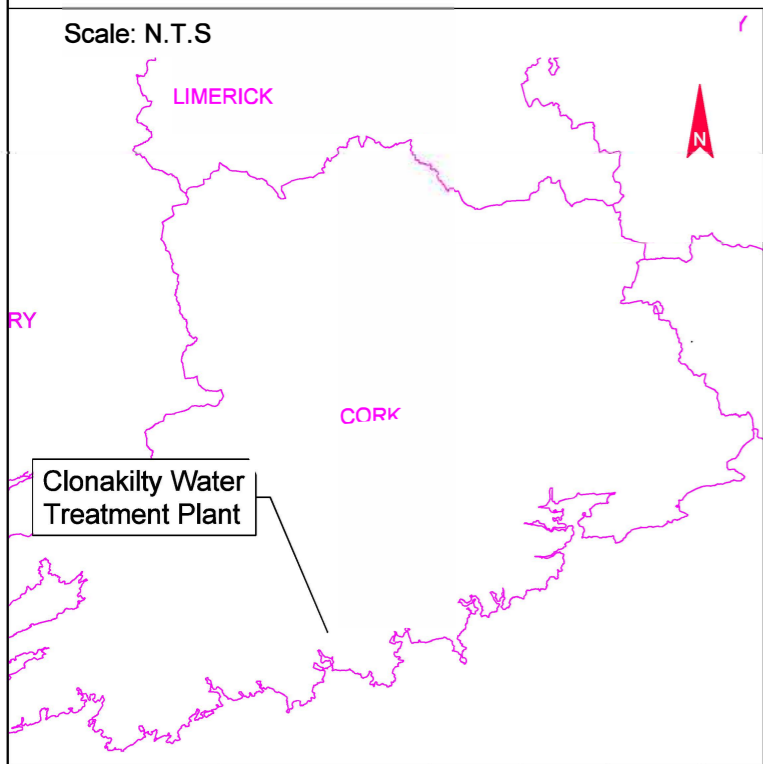 Scale: N.T.S
LIMERICK
N
RY
CORK
Clonakilty Water
Treatment Plant